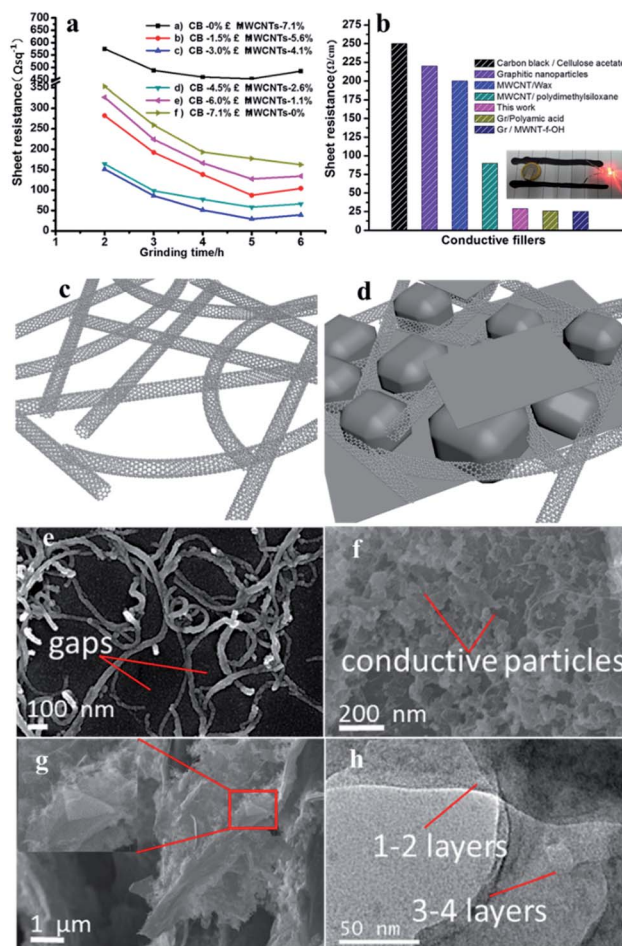 a
a) CB -0% £ MWCNTs-7.1%
b) CB -1.5% £ MWCNTs-5.6%
c) CB -3.0% £ MWCNTs-4.1%
d) CB -4.5% £ MWCNTs-2.6%
e) CB -6.0% £ MWCNTs-1.1%
f) CB -7.1% £ MWCNTs-0%
Sheet resistance (Ωsq⁻¹)
700
650
600
550
500
450
350
300
250
200
150
100
50
0
1 2 3 4 5 6
Grinding time/h
b
Carbon black / Cellulose acetate
Graphitic nanoparticles
MWCNT/Wax
MWCNT/ polydimethylsiloxane
This work
Gr/Polyamic acid
Gr / MWNT-f-OH
Sheet resistance (Ω/cm)
275
250
225
200
175
150
125
100
75
50
25
0
Conductive fillers
c
d
e
gaps
100 nm
f
conductive particles
200 nm
g
1 μm
h
1-2 layers
3-4 layers
50 nm